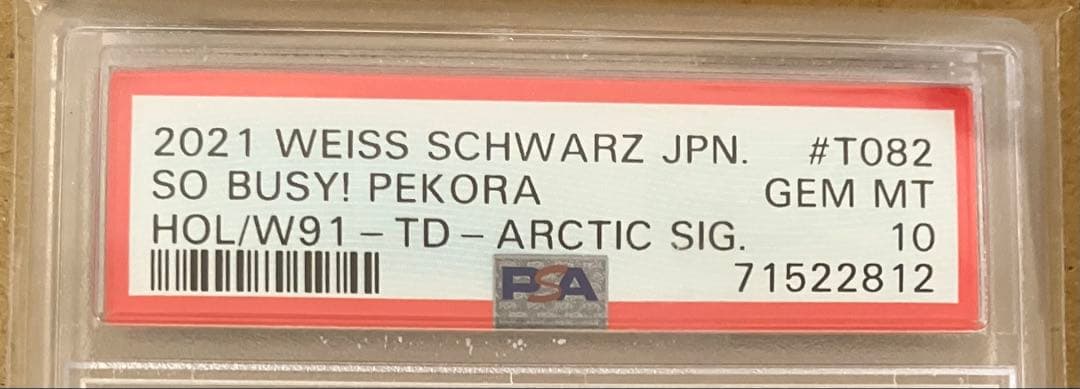 2021 WEISS SCHWARZ JPN. #T082
SO BUSY! PEKORA GEM MT
HOL/W91 - TD - ARCTIC SIG. 10
71522812
PSA